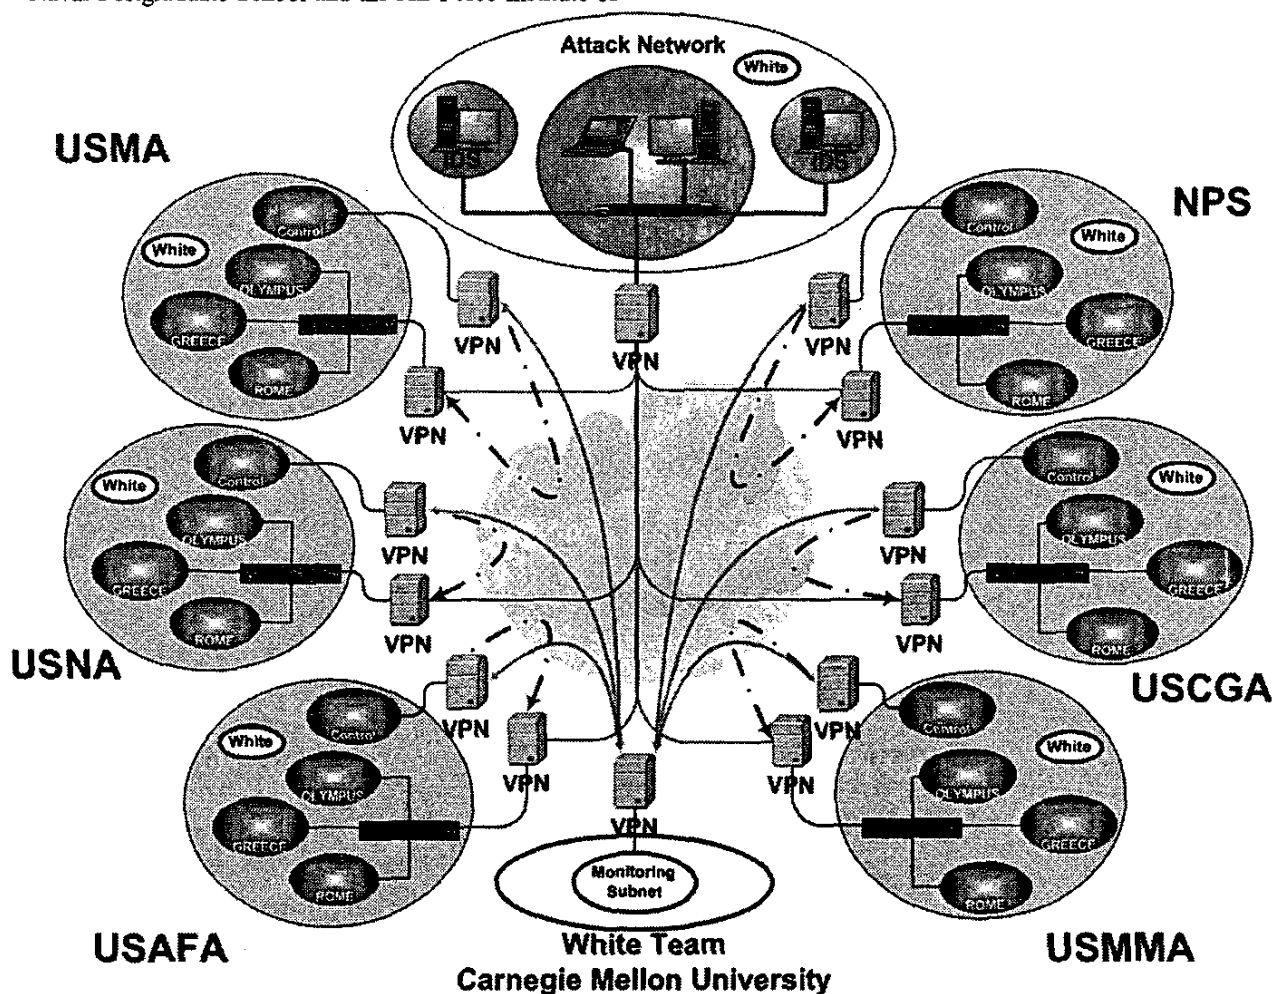 Attack Network
White
IDS
IDS
USMA
Control
White
OLYMPUS
GREECE
ROME
VPN
VPN
VPN
NPS
Control
White
OLYMPUS
GREECE
ROME
VPN
VPN
USNA
Control
White
OLYMPUS
GREECE
ROME
VPN
VPN
USCGA
Control
White
OLYMPUS
GREECE
ROME
VPN
VPN
USAFA
Control
White
OLYMPUS
GREECE
ROME
VPN
VPN
VPN
USMMA
Control
White
OLYMPUS
GREECE
ROME
VPN
VPN
Monitoring
Subnet
White Team
Carnegie Mellon University